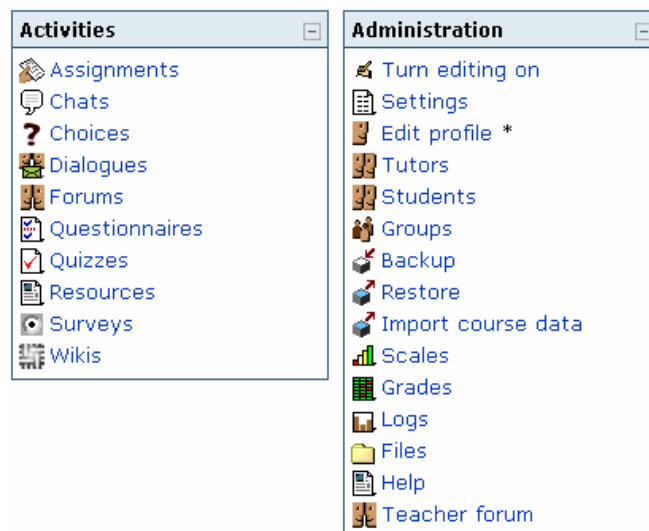 Activities
Assignments
Chats
Choices
Dialogues
Forums
Questionnaires
Quizzes
Resources
Surveys
Wikis
Administration
Turn editing on
Settings
Edit profile *
Tutors
Students
Groups
Backup
Restore
Import course data
Scales
Grades
Logs
Files
Help
Teacher forum